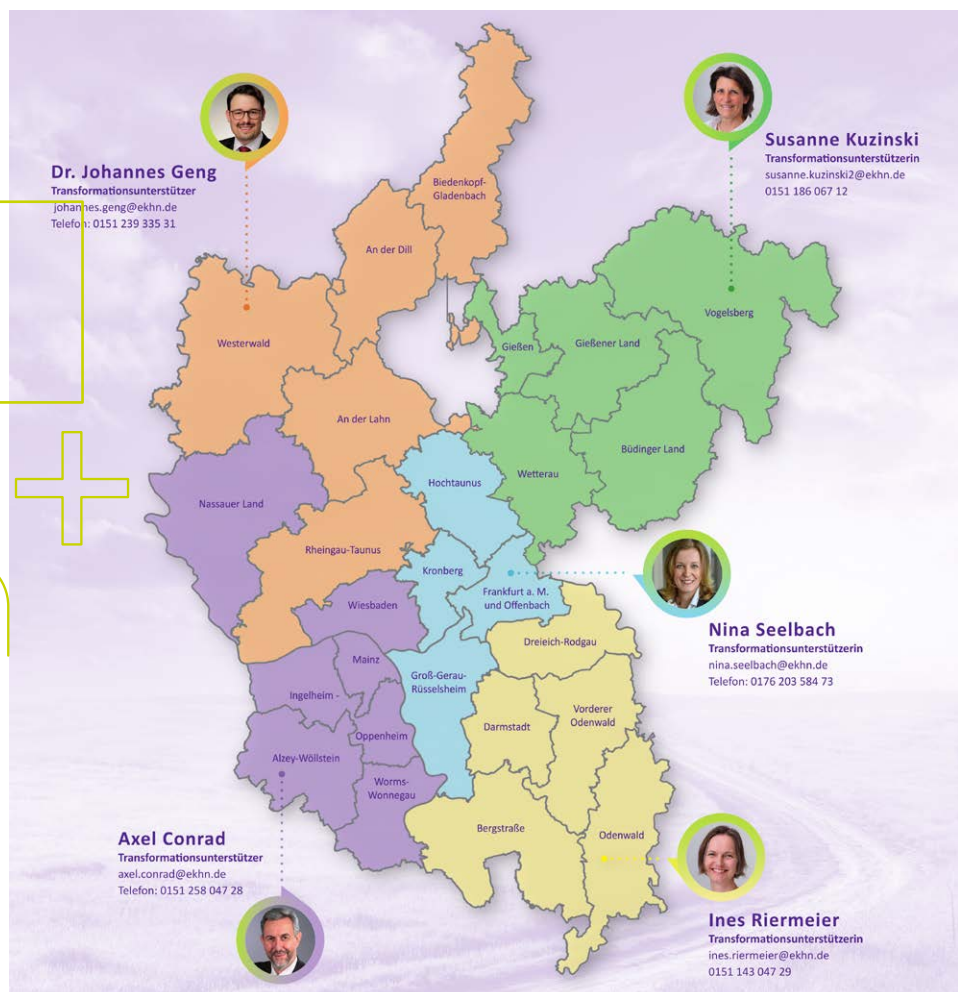 Dr. Johannes Geng
Transformationsunterstützer
johannes.geng@ekhn.de
Telefon: 0151 239 335 31
Susanne Kuzinski
Transformationsunterstützerin
susanne.kuzinski2@ekhn.de
0151 186 067 12
Biedenkopf-
Gladenbach
An der Dill
Westerwald
Vogelsberg
Gießen
Gießener Land
An der Lahn
Büdinger Land
Wetterau
Hochtaunus
Nassauer Land
Rheingau-Taunus
Kronberg
Frankfurt a. M.
und Offenbach
Wiesbaden
Nina Seelbach
Transformationsunterstützerin
nina.seelbach@ekhn.de
Telefon: 0176 203 584 73
Dreieich-Rodgau
Mainz
Groß-Gerau-
Rüsselsheim
Ingelheim -
Vorderer
Odenwald
Darmstadt
Oppenheim
Alzey-Wöllstein
Worms-
Wonnegau
Bergstraße
Odenwald
Axel Conrad
Transformationsunterstützer
axel.conrad@ekhn.de
Telefon: 0151 258 047 28
Ines Riermeier
Transformationsunterstützerin
ines.riermeier@ekhn.de
0151 143 047 29